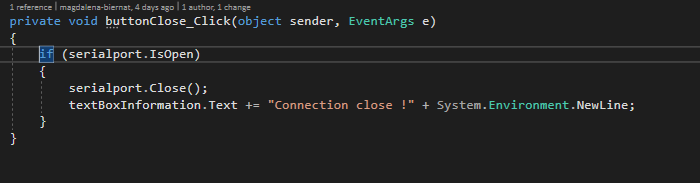 1 reference | magdalena-biernat, 4 days ago | 1 author, 1 change
private void buttonClose_Click(object sender, EventArgs e)
{
if (serialport.IsOpen)
{
serialport.Close();
textBoxInformation.Text += "Connection close !" + System.Environment.NewLine;
}
}